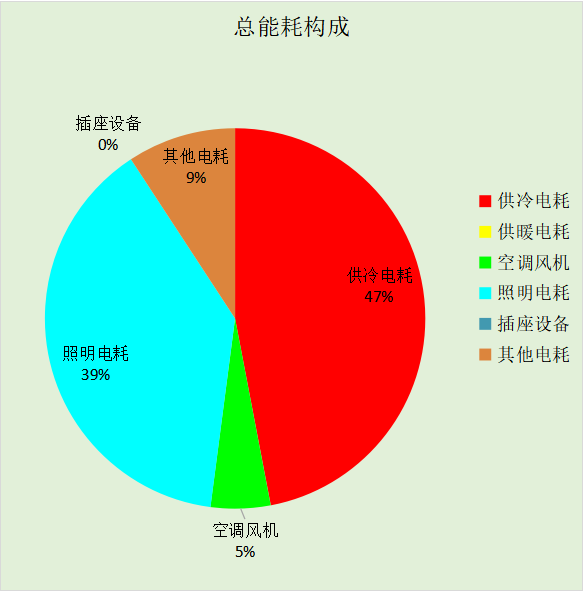 总能耗构成
插座设备
0%
其他电耗
9%
供冷电耗
47%
照明电耗
39%
空调风机
5%
供冷电耗
供暖电耗
空调风机
照明电耗
插座设备
其他电耗